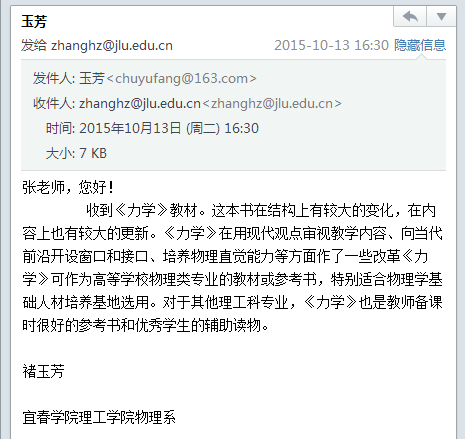 玉芳
发给 zhanghz@jlu.edu.cn 2015-10-13 16:30 隐藏信息
发件人: 玉芳<chuyufang@163.com>
收件人: zhanghz@jlu.edu.cn<zhanghz@jlu.edu.cn>
时间: 2015年10月13日 (周二) 16:30
大小: 7 KB
张老师，您好!
收到《力学》教材。这本书在结构上有较大的变化，在内
容上也有较大的更新。《力学》在用现代观点审视教学内容、向当代
前沿开设窗口和接口、培养物理直觉能力等方面作了一些改革《力
学》可作为高等学校物理类专业的教材或参考书，特别适合物理学基
础人材培养基地选用。对于其他理工科专业，《力学》也是教师备课
时很好的参考书和优秀学生的辅助读物。
褚玉芳
宜春学院理工学院物理系